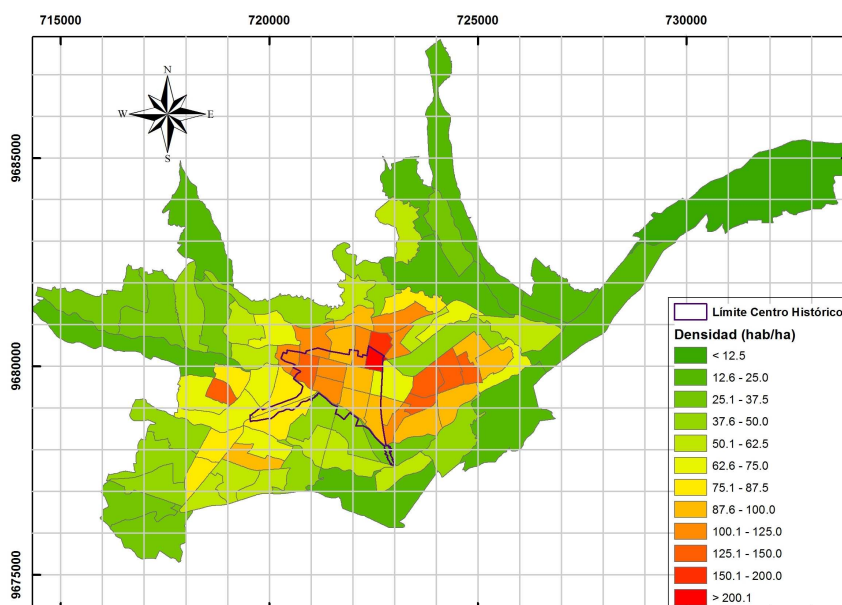 715000 720000 725000 730000
9685000
9680000
9675000
N
W E
S
Límite Centro Histórico
Densidad (hab/ha)
< 12.5
12.6 - 25.0
25.1 - 37.5
37.6 - 50.0
50.1 - 62.5
62.6 - 75.0
75.1 - 87.5
87.6 - 100.0
100.1 - 125.0
125.1 - 150.0
150.1 - 200.0
> 200.1